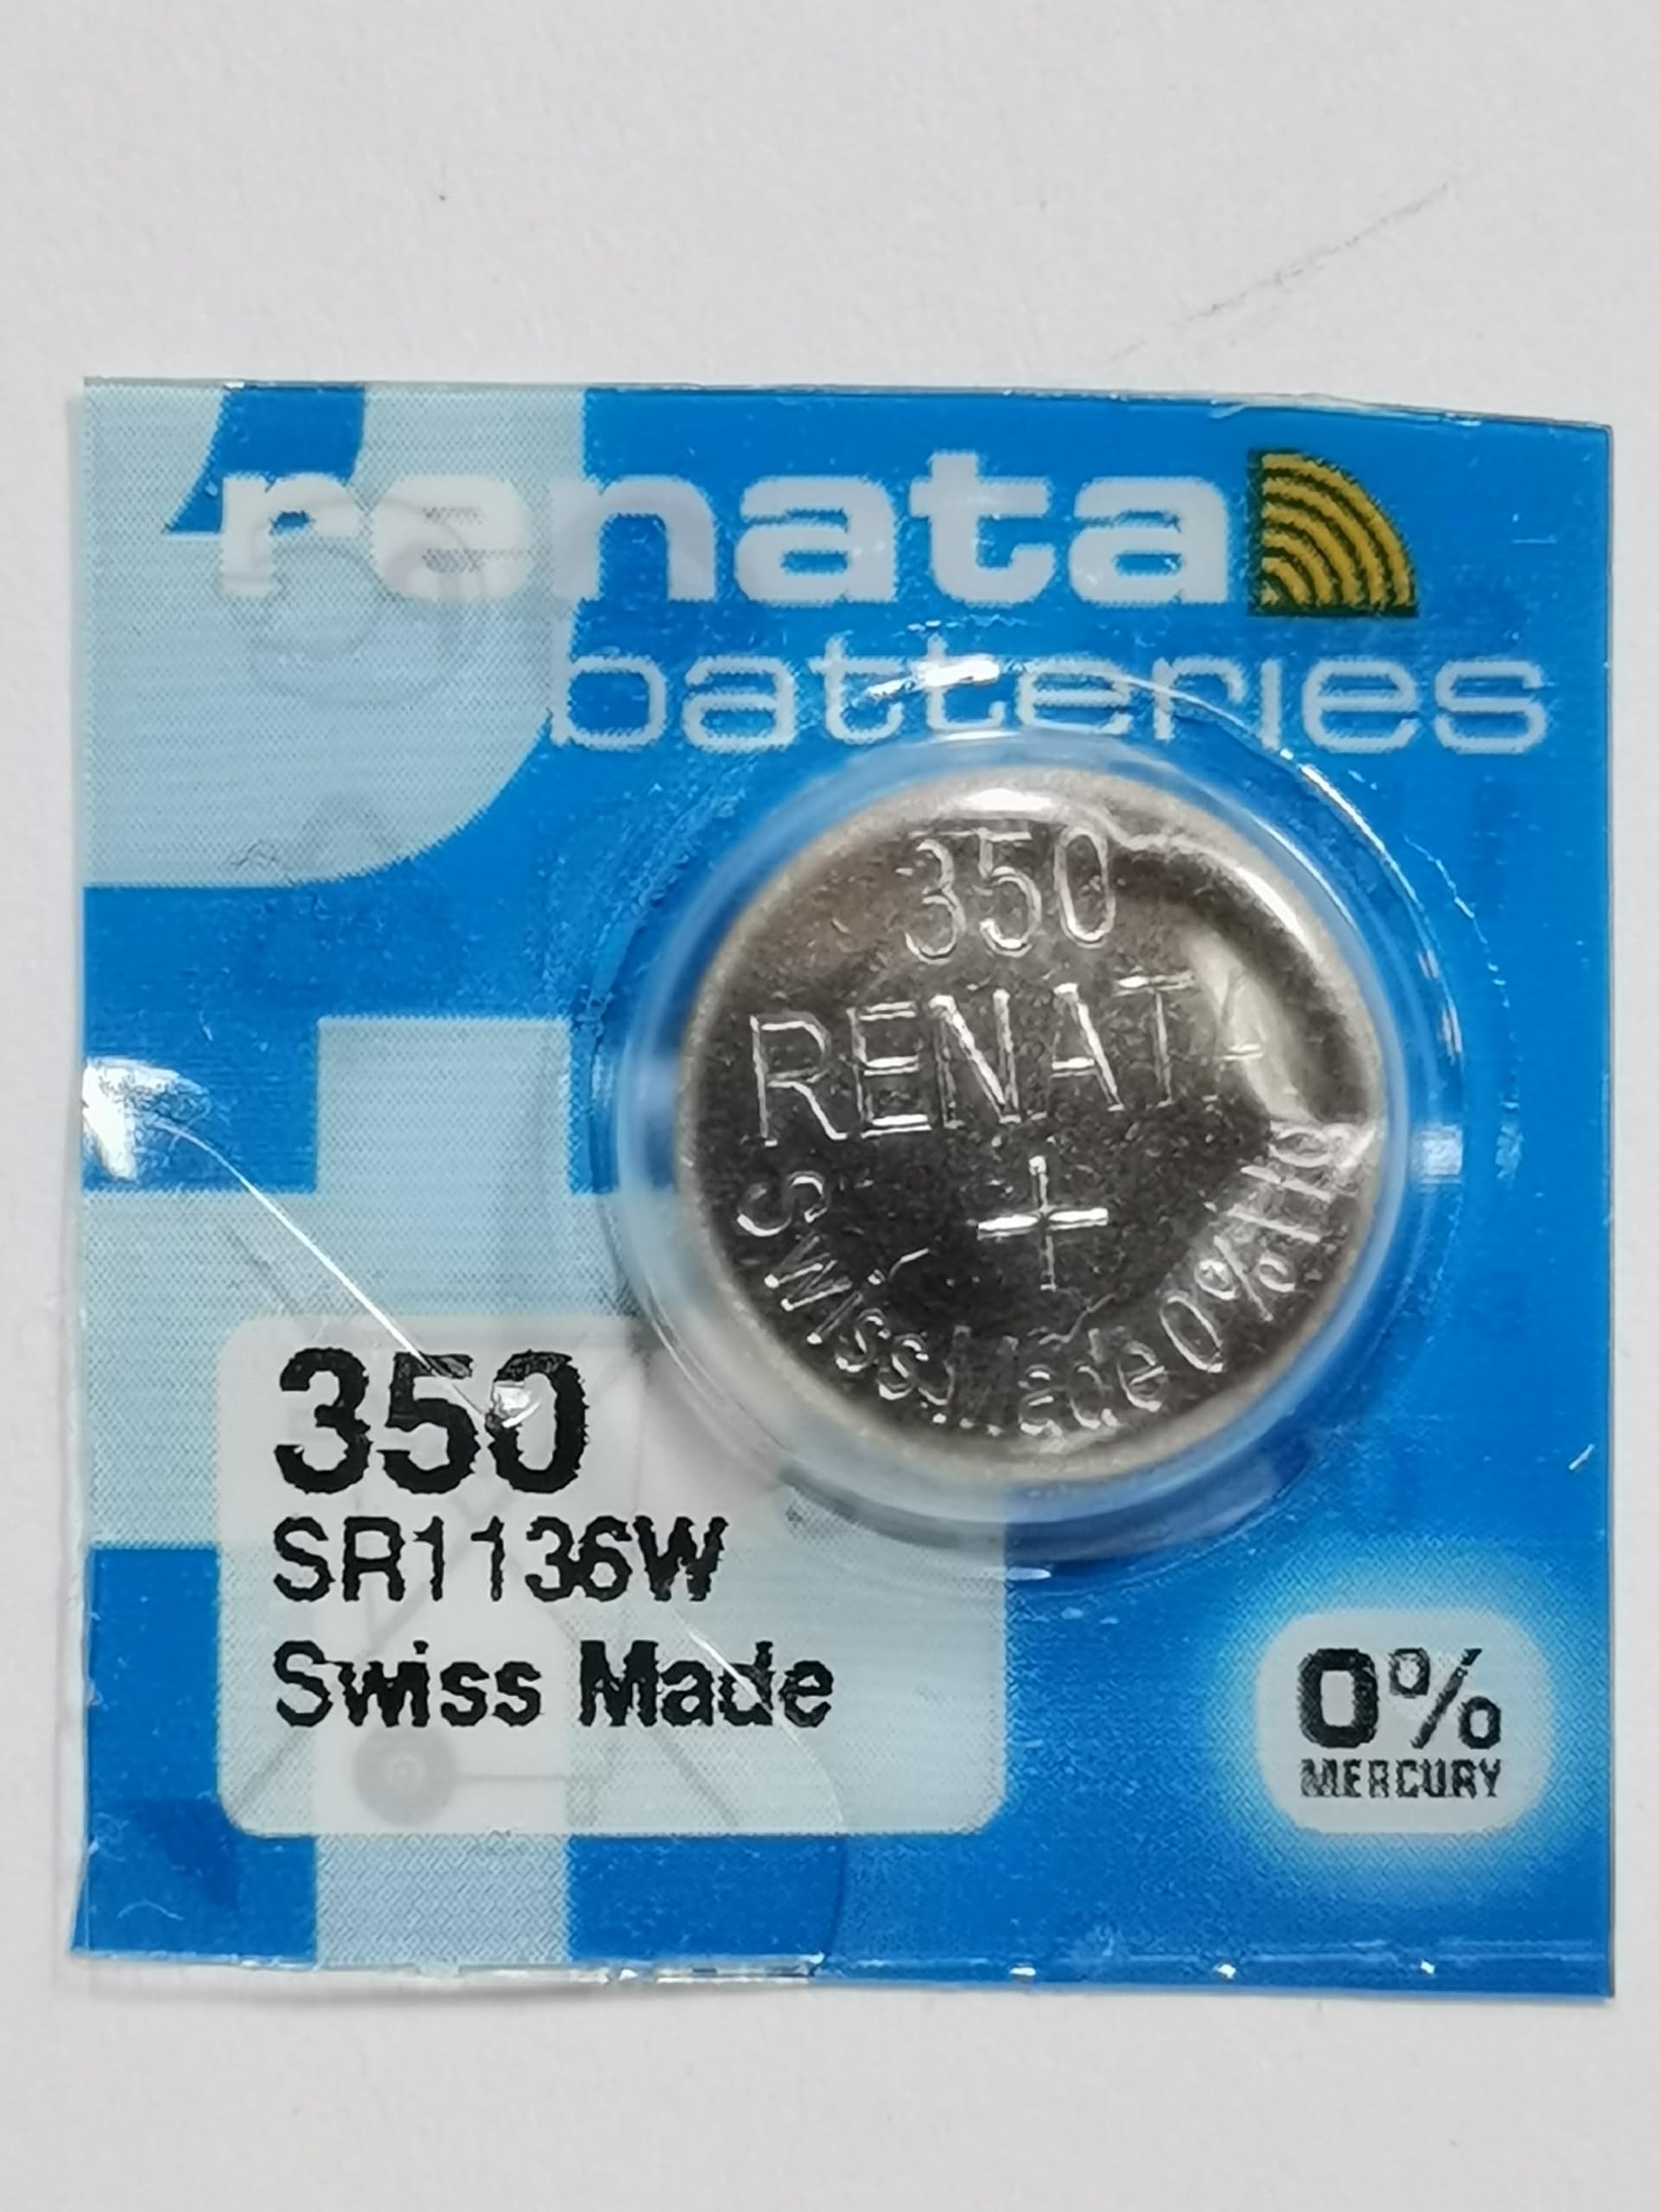 renata
batteries
350
RENATA
+
Swiss Made 0% Hg
350
SR1136W
Swiss Made
0%
MERCURY